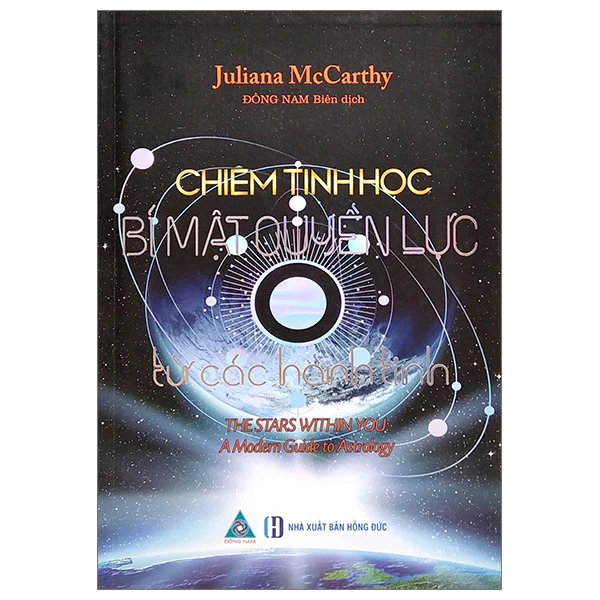 Juliana McCarthy
ĐÔNG NAM Biên dịch
CHIÊM TINH HỌC
BÍ MẬT QUYỀN LỰC
từ các hành tinh
THE STARS WITHIN YOU:
A Modern Guide to Astrology
ĐÔNG NAM
NHÀ XUẤT BẢN HỒNG ĐỨC